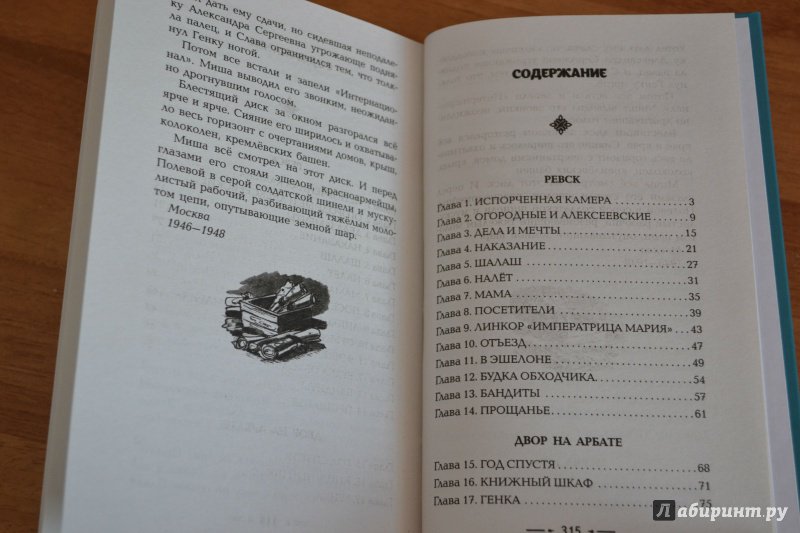 дать ему сдачи, но сидевшая неподале-
ку Александра Сергеевна угрожающе подня-
ла палец, и Слава ограничился тем, что толк-
нул Генку ногой.
Потом все встали и запели «Интернацио-
нал». Миша выводил его звонким, неожидан-
но дрогнувшим голосом.
Блестящий диск за окном разгорался всё
ярче и ярче. Сияние его ширилось и охватыва-
ло весь горизонт с очертаниями домов, крыш,
колоколен, кремлёвских башен.
Миша всё смотрел на этот диск. И перед
глазами его стояли эшелон, красноармейцы,
Полевой в серой солдатской шинели и муску-
листый рабочий, разбивающий тяжёлым моло-
том цепи, опутывающие земной шар.
Москва
1946—1948
СОДЕРЖАНИЕ
РЕВСК
Глава 1. ИСПОРЧЕННАЯ КАМЕРА 3
Глава 2. ОГОРОДНЫЕ И АЛЕКСЕЕВСКИЕ 9
Глава 3. ДЕЛА И МЕЧТЫ 15
Глава 4. НАКАЗАНИЕ 21
Глава 5. ШАЛАШ 27
Глава 6. НАЛЁТ 31
Глава 7. МАМА 35
Глава 8. ПОСЕТИТЕЛИ 39
Глава 9. ЛИНКОР «ИМПЕРАТРИЦА МАРИЯ» 43
Глава 10. ОТЪЕЗД 47
Глава 11. В ЭШЕЛОНЕ 49
Глава 12. БУДКА ОБХОДЧИКА 54
Глава 13. БАНДИТЫ 57
Глава 14. ПРОЩАНЬЕ 61
ДВОР НА АРБАТЕ
Глава 15. ГОД СПУСТЯ 68
Глава 16. КНИЖНЫЙ ШКАФ 71
Глава 17. ГЕНКА 75
315
Лабиринт.ру